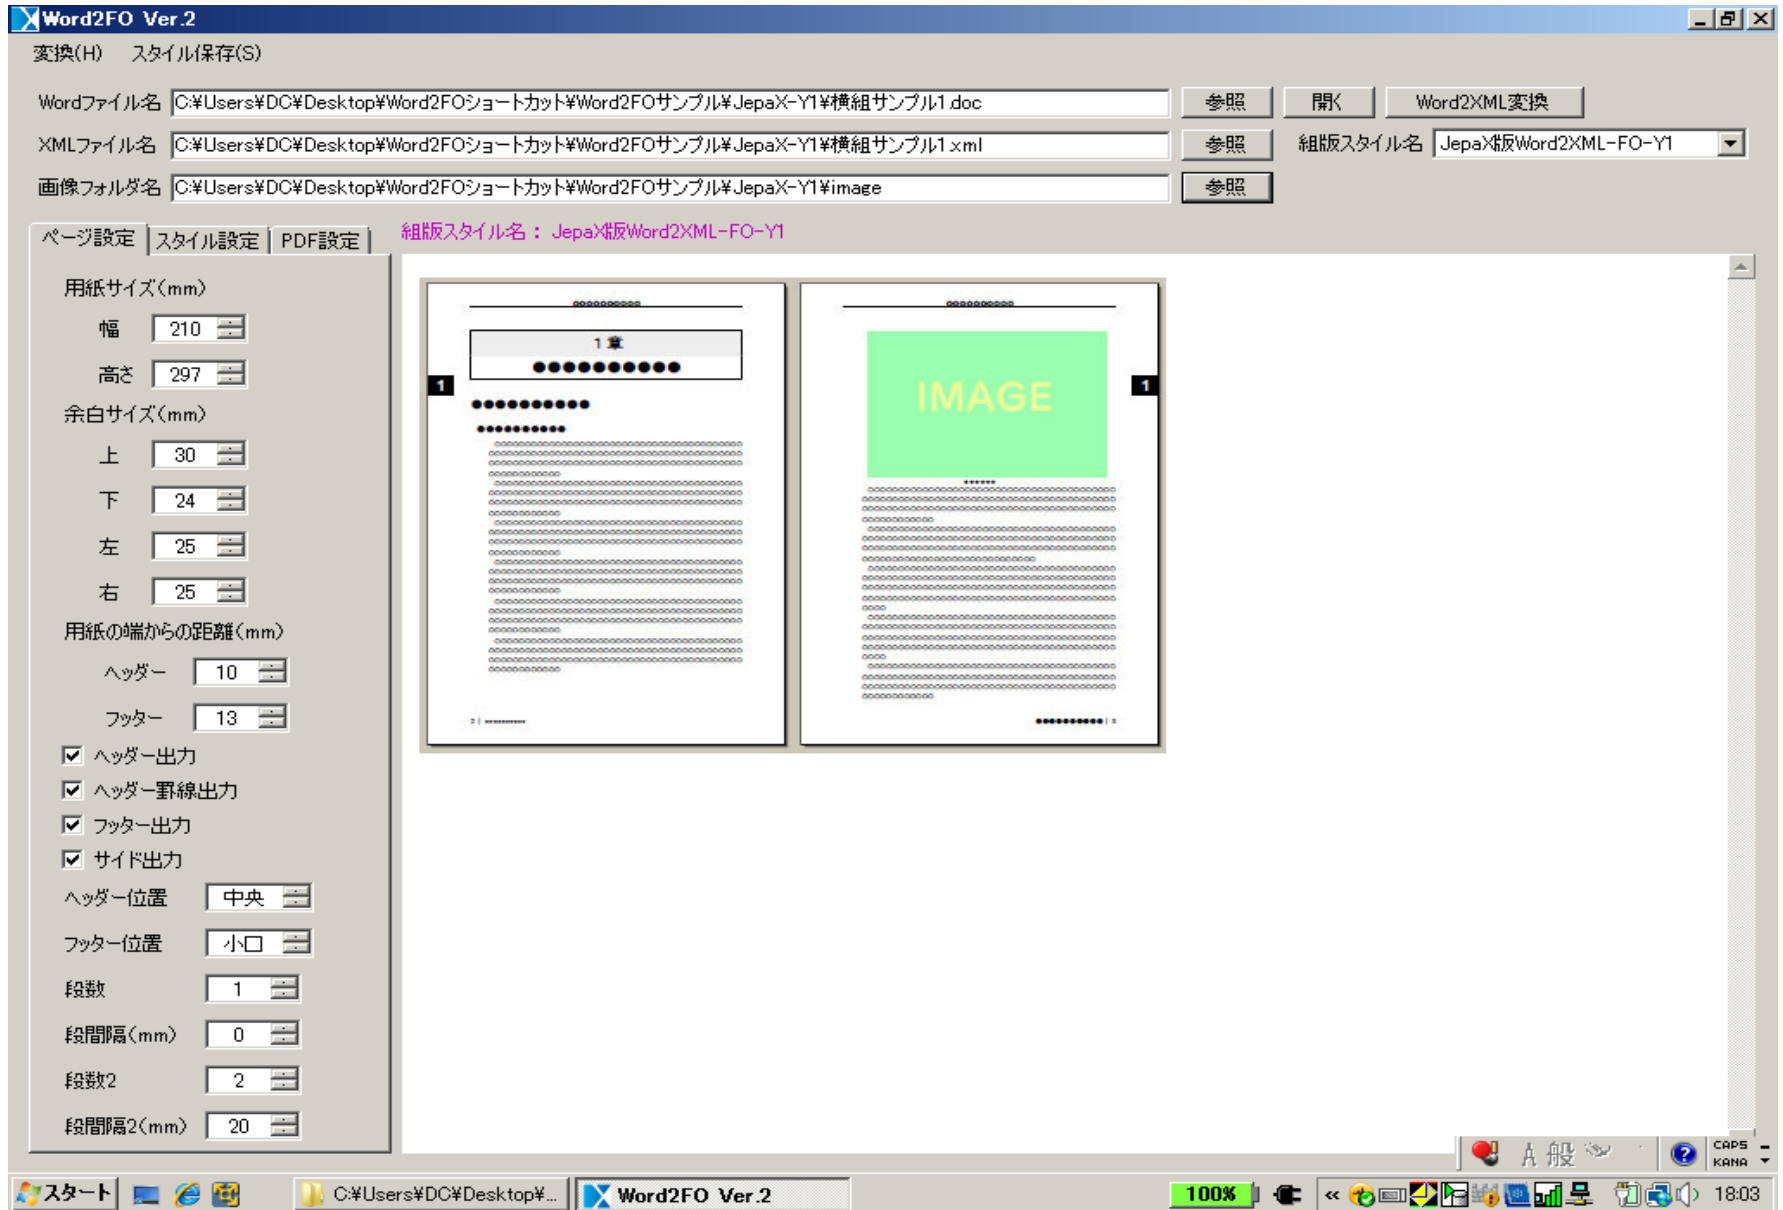 Word2FO Ver.2
変換(H) スタイル保存(S)
Wordファイル名 C:¥Users¥DC¥Desktop¥Word2FOショートカット¥Word2FOサンプル¥JepaX-Y1¥横組サンプル1.doc 参照 開く Word2XML変換
XMLファイル名 C:¥Users¥DC¥Desktop¥Word2FOショートカット¥Word2FOサンプル¥JepaX-Y1¥横組サンプル1.xml 参照 組版スタイル名 JepaX版Word2XML-FO-Y1
画像フォルダ名 C:¥Users¥DC¥Desktop¥Word2FOショートカット¥Word2FOサンプル¥JepaX-Y1¥image 参照
ページ設定 スタイル設定 PDF設定 組版スタイル名： JepaX版Word2XML-FO-Y1
用紙サイズ(mm)
幅 210
高さ 297
余白サイズ(mm)
上 30
下 24
左 25
右 25
用紙の端からの距離(mm)
ヘッダー 10
フッター 13
ヘッダー出力
ヘッダー罫線出力
フッター出力
サイド出力
ヘッダー位置 中央
フッター位置 小口
段数 1
段間隔(mm) 0
段数2 2
段間隔2(mm) 20
○○○○○○○○○○
1章
●●●●●●●●●●
1
●●●●●●●●●●
●●●●●●●●●●
○○○○○○○○○○
IMAGE
1
A 般
CAPS
KANA
スタート C:¥Users¥DC¥Desktop¥... Word2FO Ver.2 100% « 18:03